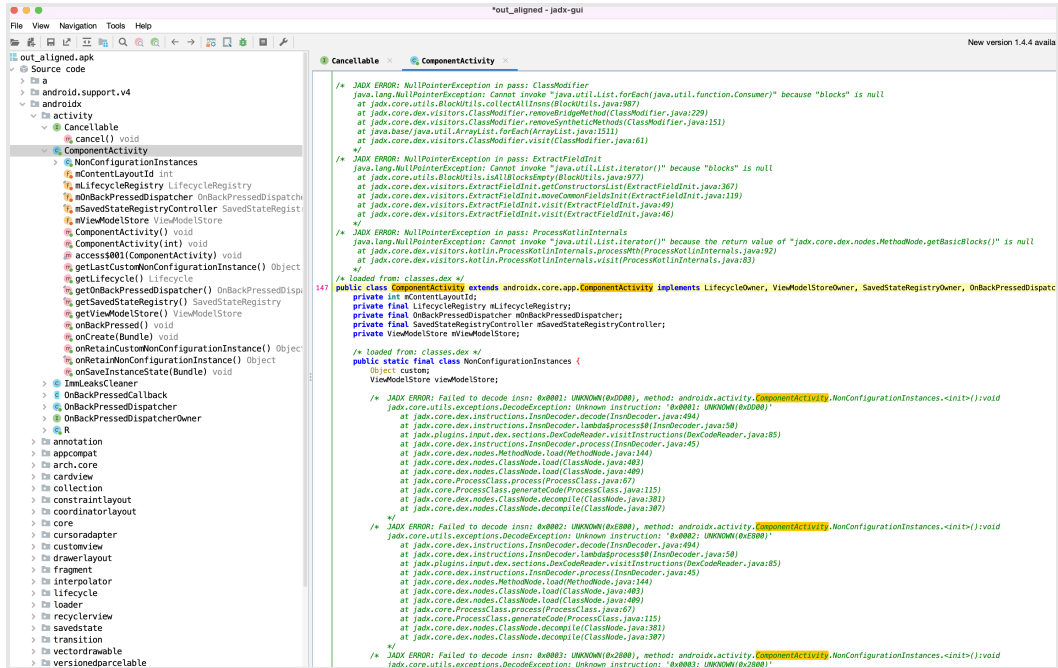 *out_aligned - jadx-gui
File View Navigation Tools Help
New version 1.4.4 availa
out_aligned.apk
Source code
a
android.support.v4
androidx
activity
Cancellable
cancel() void
ComponentActivity
NonConfigurationInstances
mContentLayoutId int
mLifecycleRegistry LifecycleRegistry
mOnBackPressedDispatcher OnBackPressedDispatche
mSavedStateRegistryController SavedStateRegistr
mViewModelStore ViewModelStore
ComponentActivity() void
ComponentActivity(int) void
access$001(ComponentActivity) void
getLastCustomNonConfigurationInstance() Object
getLifecycle() Lifecycle
getOnBackPressedDispatcher() OnBackPressedDispa
getSavedStateRegistry() SavedStateRegistry
getViewModelStore() ViewModelStore
onBackPressed() void
onCreate(Bundle) void
onRetainCustomNonConfigurationInstance() Objec
onRetainNonConfigurationInstance() Object
onSaveInstanceState(Bundle) void
ImmLeaksCleaner
OnBackPressedCallback
OnBackPressedDispatcher
OnBackPressedDispatcherOwner
R
annotation
appcompat
arch.core
cardview
collection
constraintlayout
coordinatorlayout
core
cursoradapter
customview
drawerlayout
fragment
interpolator
lifecycle
loader
recyclerview
savedstate
transition
vectordrawable
versionedparcelable
Cancellable × ComponentActivity ×
/* JADX ERROR: NullPointerException in pass: ClassModifier
java.lang.NullPointerException: Cannot invoke "java.util.List.forEach(java.util.function.Consumer)" because "blocks" is null
at jadx.core.utils.BlockUtils.collectAllInsns(BlockUtils.java:987)
at jadx.core.dex.visitors.ClassModifier.removeBridgeMethod(ClassModifier.java:229)
at jadx.core.dex.visitors.ClassModifier.removeSyntheticMethods(ClassModifier.java:151)
at java.base/java.util.ArrayList.forEach(ArrayList.java:1511)
at jadx.core.dex.visitors.ClassModifier.visit(ClassModifier.java:61)
*/
/* JADX ERROR: NullPointerException in pass: ExtractFieldInit
java.lang.NullPointerException: Cannot invoke "java.util.List.iterator()" because "blocks" is null
at jadx.core.utils.BlockUtils.isAllBlocksEmpty(BlockUtils.java:977)
at jadx.core.dex.visitors.ExtractFieldInit.getConstructorsList(ExtractFieldInit.java:367)
at jadx.core.dex.visitors.ExtractFieldInit.moveCommonFieldsInit(ExtractFieldInit.java:119)
at jadx.core.dex.visitors.ExtractFieldInit.visit(ExtractFieldInit.java:49)
at jadx.core.dex.visitors.ExtractFieldInit.visit(ExtractFieldInit.java:46)
*/
/* JADX ERROR: NullPointerException in pass: ProcessKotlinInternals
java.lang.NullPointerException: Cannot invoke "java.util.List.iterator()" because the return value of "jadx.core.dex.nodes.MethodNode.getBasicBlocks()" is null
at jadx.core.dex.visitors.kotlin.ProcessKotlinInternals.processMth(ProcessKotlinInternals.java:92)
at jadx.core.dex.visitors.kotlin.ProcessKotlinInternals.visit(ProcessKotlinInternals.java:83)
*/
/* loaded from: classes.dex */
147 public class ComponentActivity extends androidx.core.app.ComponentActivity implements LifecycleOwner, ViewModelStoreOwner, SavedStateRegistryOwner, OnBackPressedDispatc
private int mContentLayoutId;
private final LifecycleRegistry mLifecycleRegistry;
private final OnBackPressedDispatcher mOnBackPressedDispatcher;
private final SavedStateRegistryController mSavedStateRegistryController;
private ViewModelStore mViewModelStore;
/* loaded from: classes.dex */
public static final class NonConfigurationInstances {
Object custom;
ViewModelStore viewModelStore;
/* JADX ERROR: Failed to decode insn: 0x0001: UNKNOWN(0xDD00), method: androidx.activity.ComponentActivity.NonConfigurationInstances.<init>():void
jadx.core.utils.exceptions.DecodeException: Unknown instruction: '0x0001: UNKNOWN(0xDD00)'
at jadx.core.dex.instructions.InsnDecoder.decode(InsnDecoder.java:494)
at jadx.core.dex.instructions.InsnDecoder.lambda$process$0(InsnDecoder.java:50)
at jadx.plugins.input.dex.sections.DexCodeReader.visitInstructions(DexCodeReader.java:85)
at jadx.core.dex.instructions.InsnDecoder.process(InsnDecoder.java:45)
at jadx.core.dex.nodes.MethodNode.load(MethodNode.java:144)
at jadx.core.dex.nodes.ClassNode.load(ClassNode.java:403)
at jadx.core.dex.nodes.ClassNode.load(ClassNode.java:409)
at jadx.core.ProcessClass.process(ProcessClass.java:67)
at jadx.core.ProcessClass.generateCode(ProcessClass.java:115)
at jadx.core.dex.nodes.ClassNode.decompile(ClassNode.java:381)
at jadx.core.dex.nodes.ClassNode.decompile(ClassNode.java:307)
*/
/* JADX ERROR: Failed to decode insn: 0x0002: UNKNOWN(0xE800), method: androidx.activity.ComponentActivity.NonConfigurationInstances.<init>():void
jadx.core.utils.exceptions.DecodeException: Unknown instruction: '0x0002: UNKNOWN(0xE800)'
at jadx.core.dex.instructions.InsnDecoder.decode(InsnDecoder.java:494)
at jadx.core.dex.instructions.InsnDecoder.lambda$process$0(InsnDecoder.java:50)
at jadx.plugins.input.dex.sections.DexCodeReader.visitInstructions(DexCodeReader.java:85)
at jadx.core.dex.instructions.InsnDecoder.process(InsnDecoder.java:45)
at jadx.core.dex.nodes.MethodNode.load(MethodNode.java:144)
at jadx.core.dex.nodes.ClassNode.load(ClassNode.java:403)
at jadx.core.dex.nodes.ClassNode.load(ClassNode.java:409)
at jadx.core.ProcessClass.process(ProcessClass.java:67)
at jadx.core.ProcessClass.generateCode(ProcessClass.java:115)
at jadx.core.dex.nodes.ClassNode.decompile(ClassNode.java:381)
at jadx.core.dex.nodes.ClassNode.decompile(ClassNode.java:307)
*/
/* JADX ERROR: Failed to decode insn: 0x0003: UNKNOWN(0x2800), method: androidx.activity.ComponentActivity.NonConfigurationInstances.<init>():void
jadx.core.utils.exceptions.DecodeException: Unknown instruction: '0x0003: UNKNOWN(0x2800)'